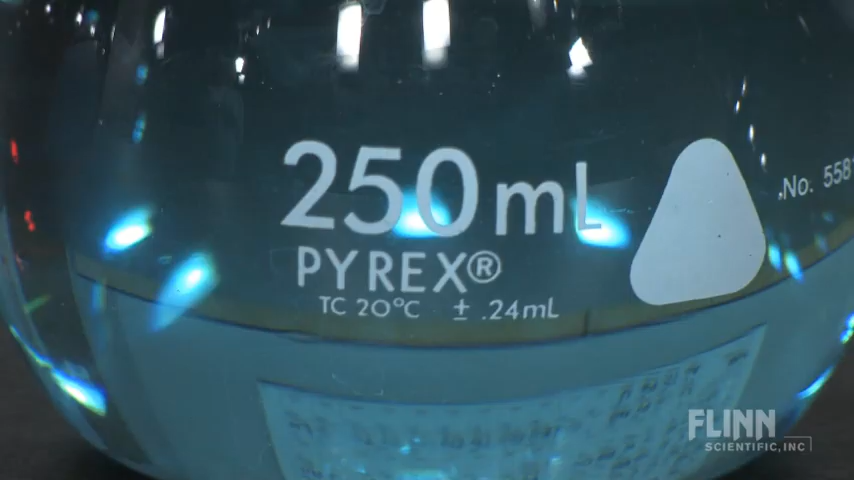 250 mL
PYREX®
TC 20°C ± .24mL
No. 558
FLINN
SCIENTIFIC, INC